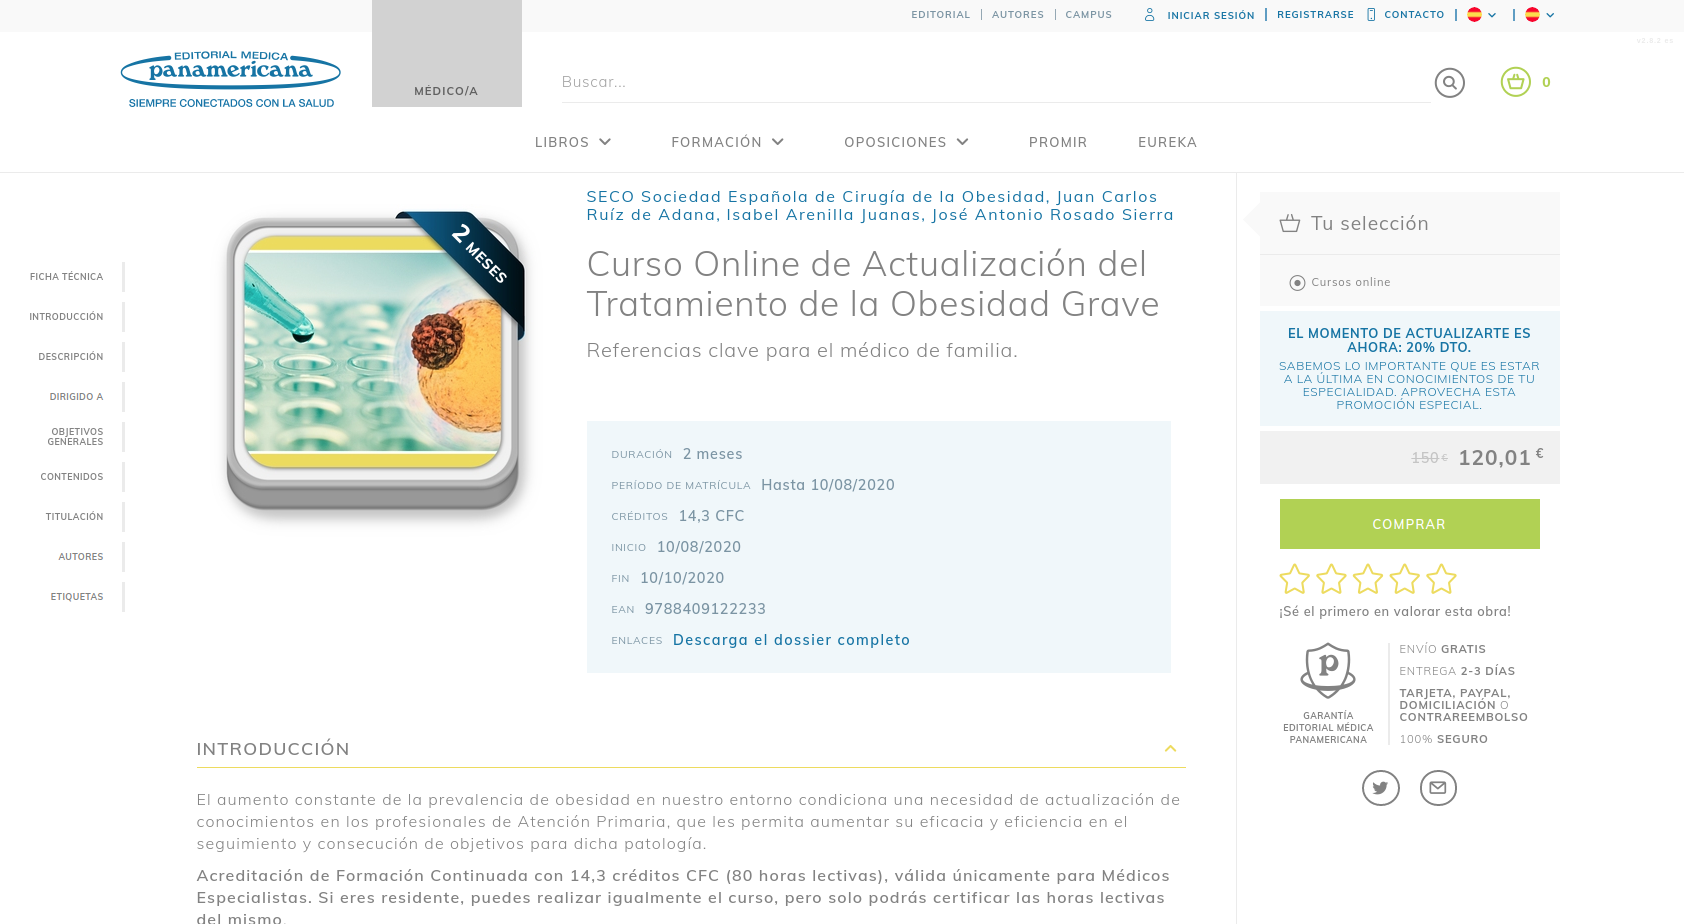 EDITORIAL | AUTORES | CAMPUS INICIAR SESIÓN | REGISTRARSE CONTACTO
v2.8.2 es
EDITORIAL MEDICA
panamericana
SIEMPRE CONECTADOS CON LA SALUD
MÉDICO/A
Buscar...
0
LIBROS FORMACIÓN OPOSICIONES PROMIR EUREKA
FICHA TÉCNICA
INTRODUCCIÓN
DESCRIPCIÓN
DIRIGIDO A
OBJETIVOS
GENERALES
CONTENIDOS
TITULACIÓN
AUTORES
ETIQUETAS
2 MESES
SECO Sociedad Española de Cirugía de la Obesidad, Juan Carlos
Ruíz de Adana, Isabel Arenilla Juanas, José Antonio Rosado Sierra
Curso Online de Actualización del
Tratamiento de la Obesidad Grave
Referencias clave para el médico de familia.
DURACIÓN 2 meses
PERÍODO DE MATRÍCULA Hasta 10/08/2020
CRÉDITOS 14,3 CFC
INICIO 10/08/2020
FIN 10/10/2020
EAN 9788409122233
ENLACES Descarga el dossier completo
INTRODUCCIÓN
El aumento constante de la prevalencia de obesidad en nuestro entorno condiciona una necesidad de actualización de
conocimientos en los profesionales de Atención Primaria, que les permita aumentar su eficacia y eficiencia en el
seguimiento y consecución de objetivos para dicha patología.
Acreditación de Formación Continuada con 14,3 créditos CFC (80 horas lectivas), válida únicamente para Médicos
Especialistas. Si eres residente, puedes realizar igualmente el curso, pero solo podrás certificar las horas lectivas
del mismo.
Tu selección
Cursos online
EL MOMENTO DE ACTUALIZARTE ES
AHORA: 20% DTO.
SABEMOS LO IMPORTANTE QUE ES ESTAR
A LA ÚLTIMA EN CONOCIMIENTOS DE TU
ESPECIALIDAD. APROVECHA ESTA
PROMOCIÓN ESPECIAL.
150 € 120,01 €
COMPRAR
¡Sé el primero en valorar esta obra!
p
GARANTÍA
EDITORIAL MÉDICA
PANAMERICANA
ENVÍO GRATIS
ENTREGA 2-3 DÍAS
TARJETA, PAYPAL,
DOMICILIACIÓN O
CONTRAREEMBOLSO
100% SEGURO